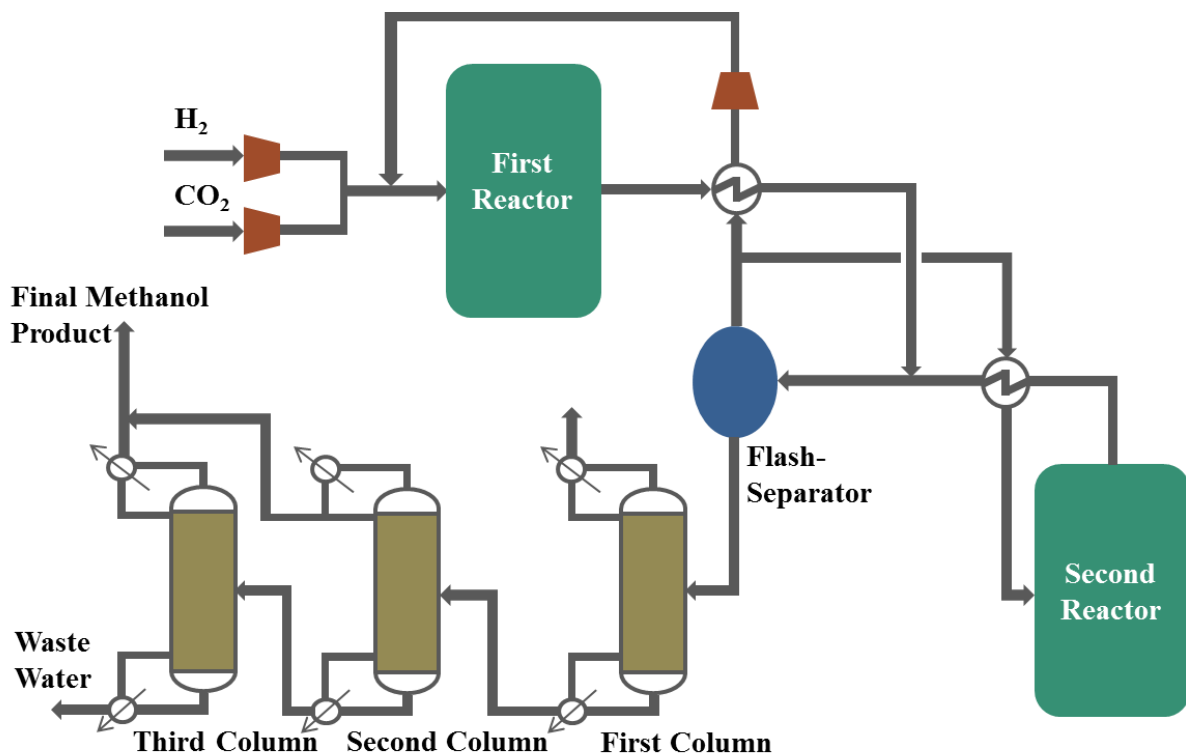 H₂
CO₂
First
Reactor
Final Methanol
Product
Flash-
Separator
Second
Reactor
Waste
Water
Third Column
Second Column
First Column